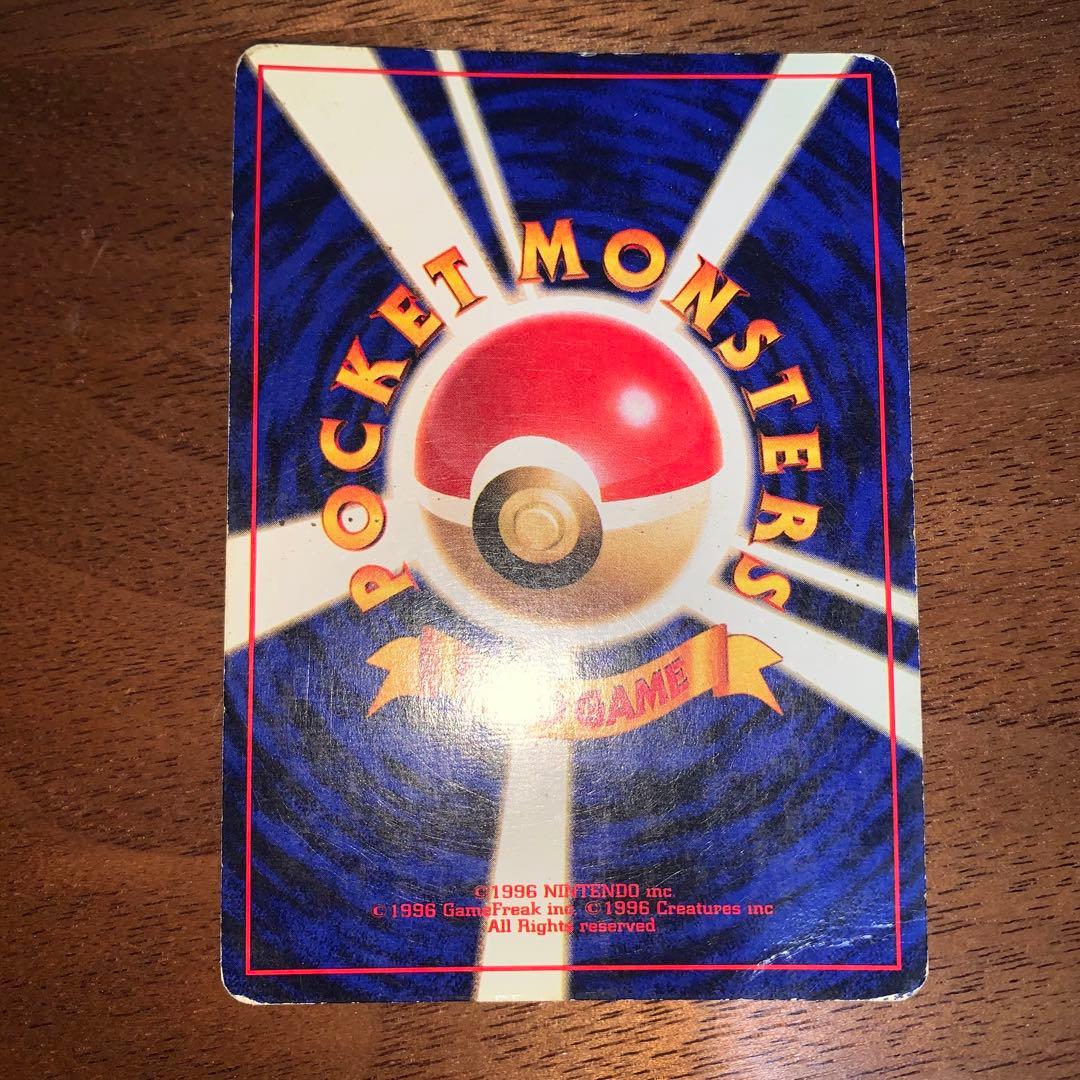 POCKET MONSTERS
GAME
©1996 NINTENDO inc.
©1996 GameFreak inc. ©1996 Creatures inc
All Rights reserved